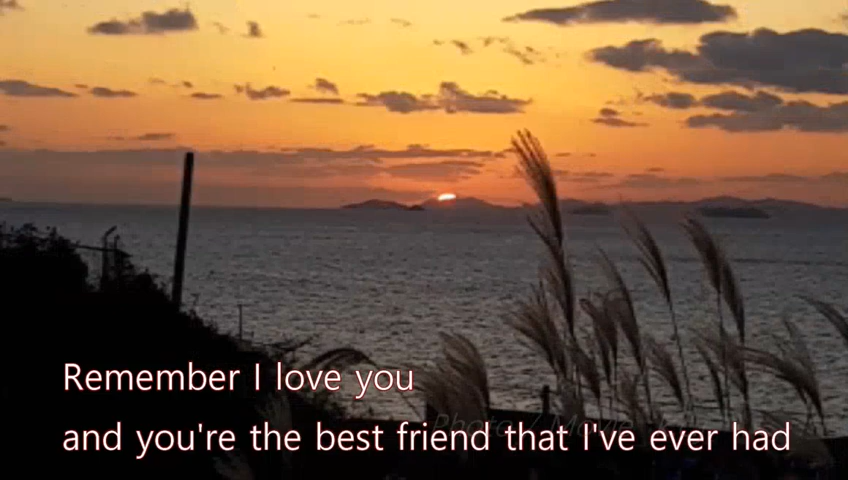 Remember I love you
and you're the best friend that I've ever had